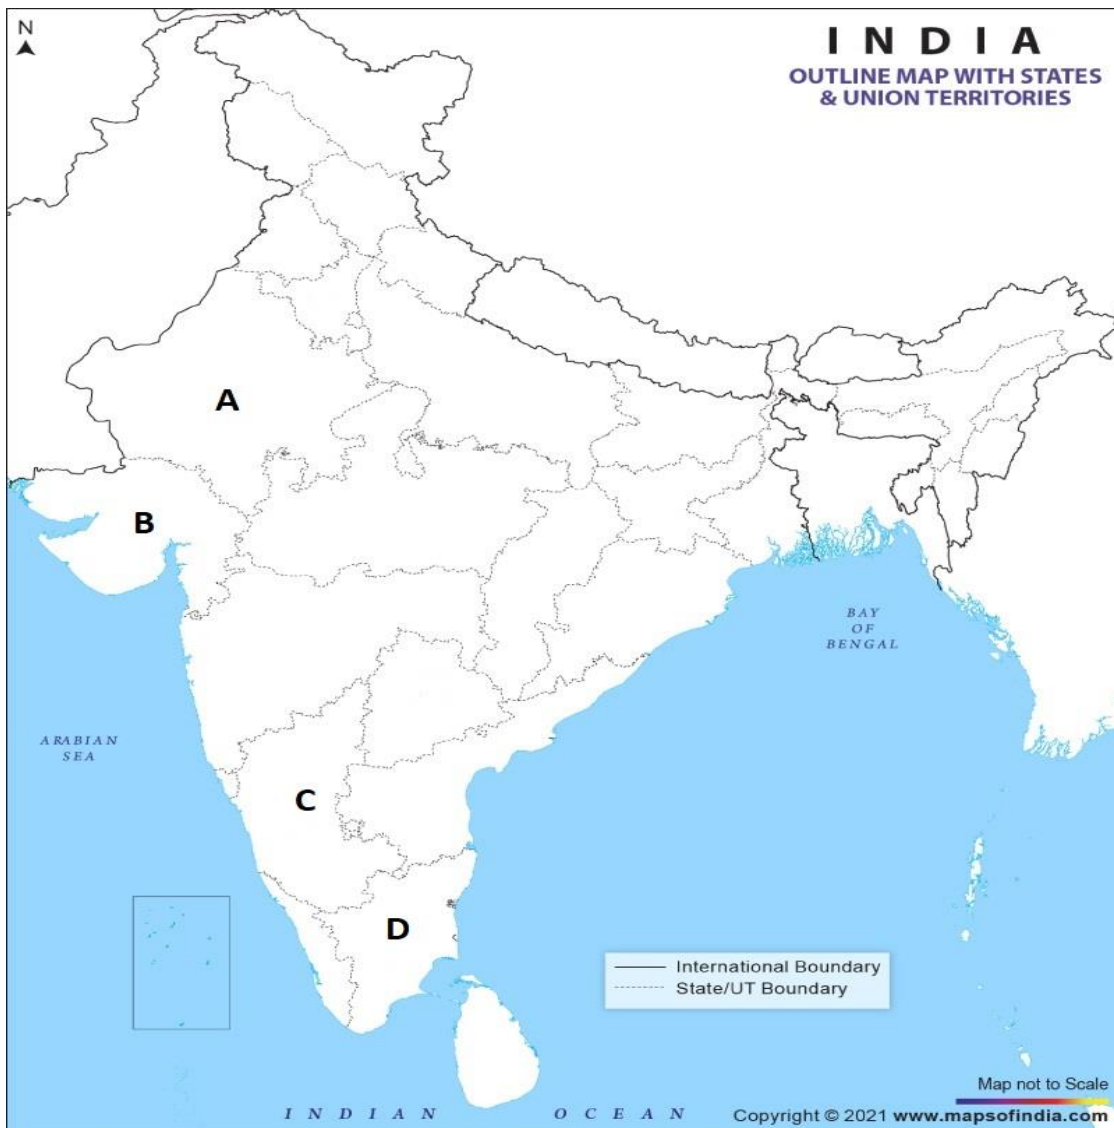 N
INDIA
OUTLINE MAP WITH STATES
& UNION TERRITORIES
A
B
BAY
OF
BENGAL
ARABIAN
SEA
C
D
International Boundary
State/UT Boundary
Map not to Scale
INDIAN OCEAN
Copyright © 2021 www.mapsofindia.com